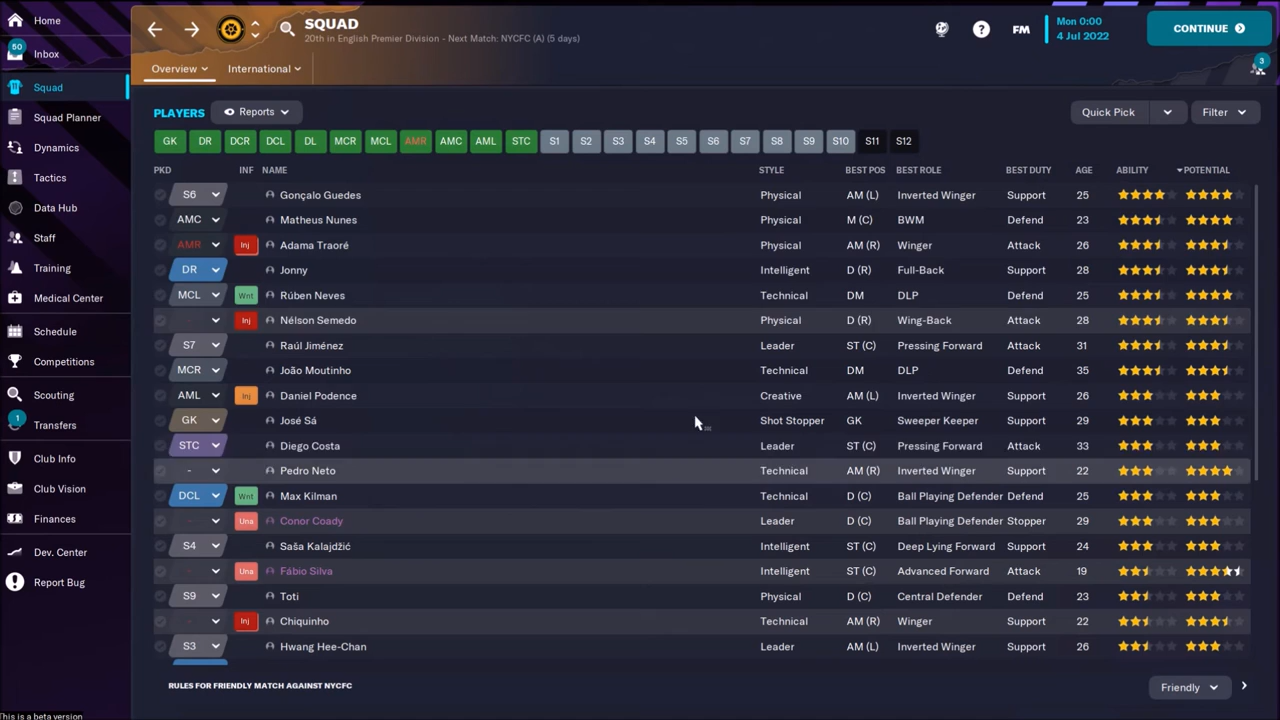 Home
SQUAD
20th in English Premier Division - Next Match: NYCFC (A) (5 days)
FM
Mon 0:00
4 Jul 2022
CONTINUE
50
Inbox
Overview
International
3
Squad
Squad Planner
Dynamics
Tactics
Data Hub
Staff
Training
Medical Center
Schedule
Competitions
Scouting
1
Transfers
Club Info
Club Vision
Finances
Dev. Center
Report Bug
PLAYERS
Reports
Quick Pick
Filter
GK DR DCR DCL DL MCR MCL AMR AMC AML STC S1 S2 S3 S4 S5 S6 S7 S8 S9 S10 S11 S12
PKD INF NAME STYLE BEST POS BEST ROLE BEST DUTY AGE ABILITY POTENTIAL
S6 Gonçalo Guedes Physical AM (L) Inverted Winger Support 25
AMC Matheus Nunes Physical M (C) BWM Defend 23
AMR Inj Adama Traoré Physical AM (R) Winger Attack 26
DR Jonny Intelligent D (R) Full-Back Support 28
MCL Wnt Rúben Neves Technical DM DLP Defend 25
- Inj Nélson Semedo Physical D (R) Wing-Back Attack 28
S7 Raúl Jiménez Leader ST (C) Pressing Forward Attack 31
MCR João Moutinho Technical DM DLP Defend 35
AML Inj Daniel Podence Creative AM (L) Inverted Winger Support 26
GK José Sá Shot Stopper GK Sweeper Keeper Support 29
STC Diego Costa Leader ST (C) Pressing Forward Attack 33
- Pedro Neto Technical AM (R) Inverted Winger Support 22
DCL Wnt Max Kilman Technical D (C) Ball Playing Defender Defend 25
- Una Conor Coady Leader D (C) Ball Playing Defender Stopper 29
S4 Saša Kalajdžić Intelligent ST (C) Deep Lying Forward Support 24
- Una Fábio Silva Intelligent ST (C) Advanced Forward Attack 19
S9 Toti Physical D (C) Central Defender Defend 23
- Inj Chiquinho Technical AM (R) Winger Support 22
S3 Hwang Hee-Chan Leader AM (L) Inverted Winger Support 26
RULES FOR FRIENDLY MATCH AGAINST NYCFC
Friendly
This is a beta version